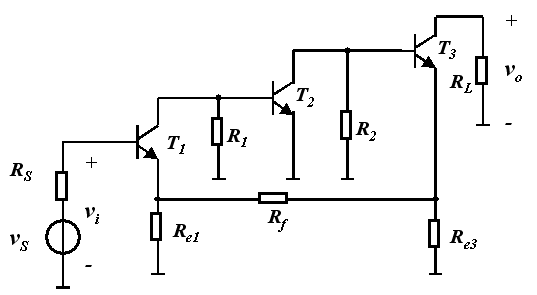 +
T3
RL
vo
-
T2
R1
R2
T1
RS
+
vi
vS
-
Re1
Rf
Re3